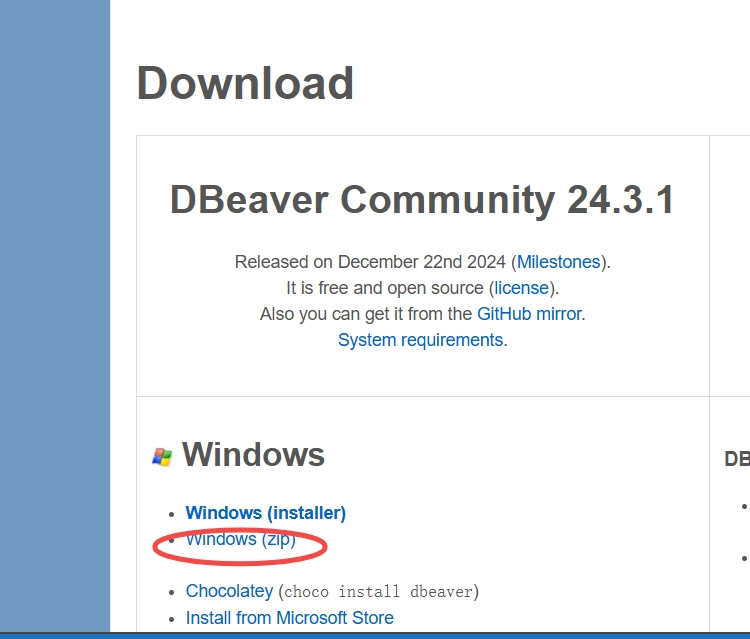 Download
DBeaver Community 24.3.1
Released on December 22nd 2024 (Milestones).
It is free and open source (license).
Also you can get it from the GitHub mirror.
System requirements.
Windows
Windows (installer)
Windows (zip)
Chocolatey (choco install dbeaver)
Install from Microsoft Store
DB